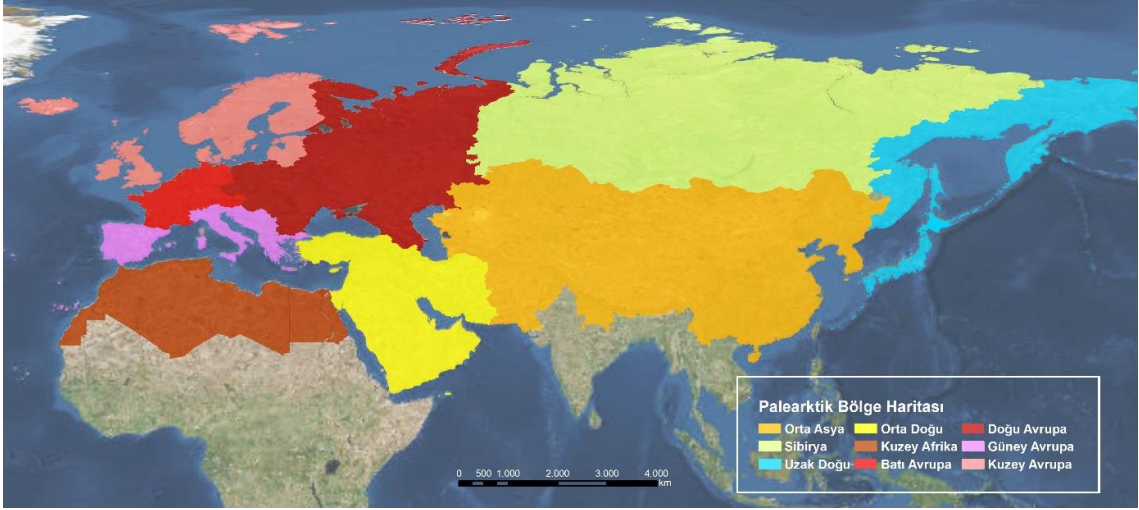 Palearktik Bölge Haritası
Orta Asya Orta Doğu Doğu Avrupa
Sibirya Kuzey Afrika Güney Avrupa
Uzak Doğu Batı Avrupa Kuzey Avrupa
0 500 1.000 2.000 3.000 4.000
km